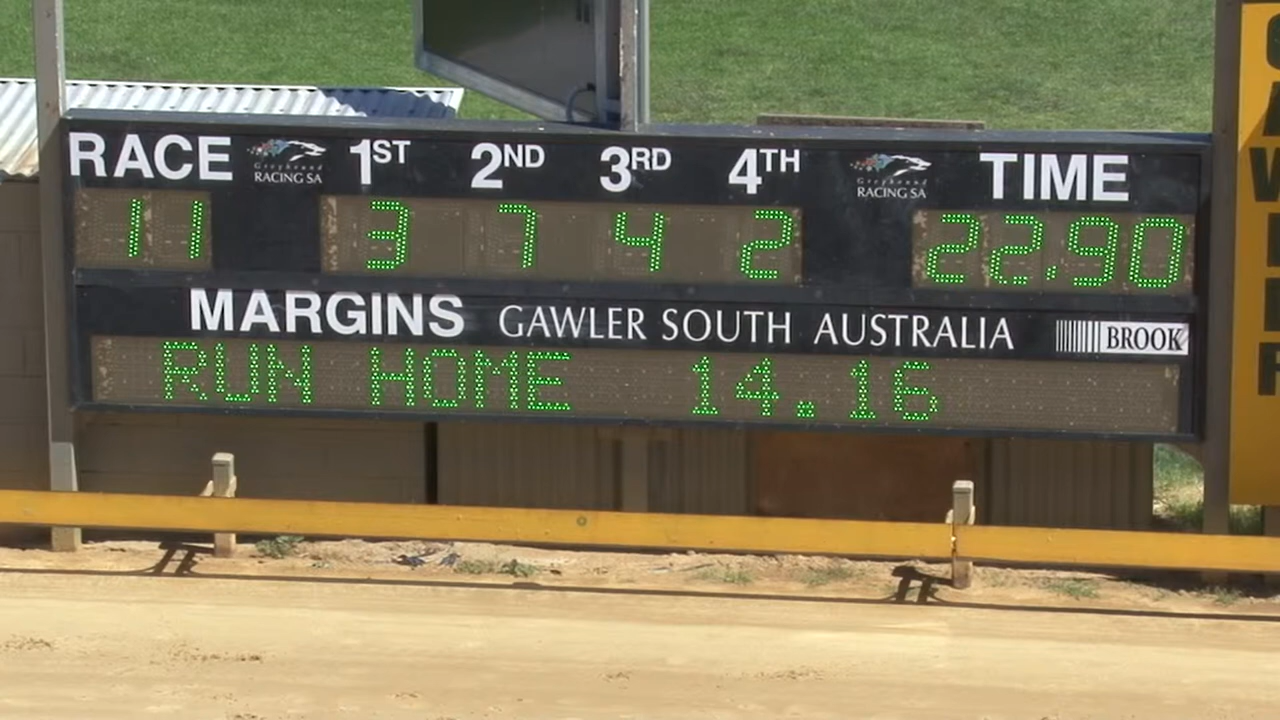 RACE Greyhound RACING SA 1ST 2ND 3RD 4TH Greyhound RACING SA TIME
11 3 7 4 2 22.90
MARGINS GAWLER SOUTH AUSTRALIA BROOK
RUN HOME 14.16
GAWLER